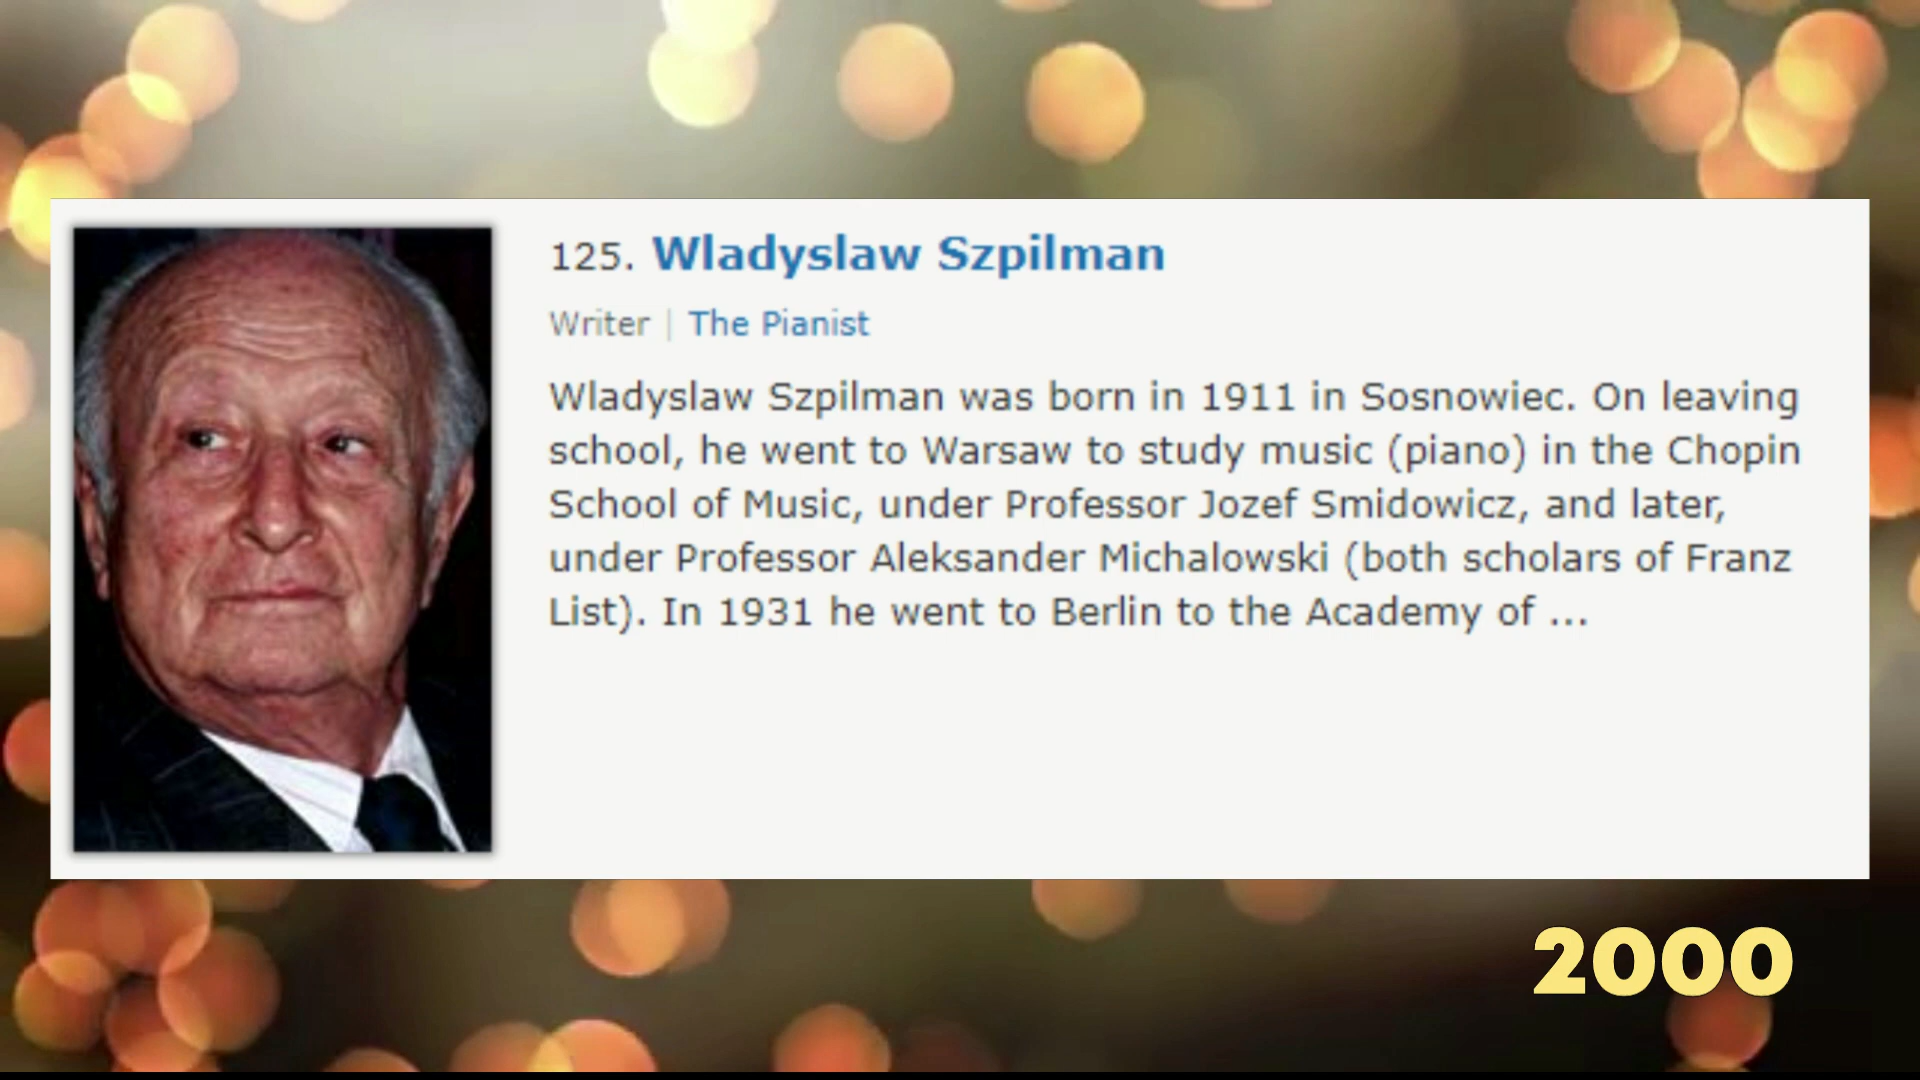 125. Wladyslaw Szpilman
Writer | The Pianist
Wladyslaw Szpilman was born in 1911 in Sosnowiec. On leaving
school, he went to Warsaw to study music (piano) in the Chopin
School of Music, under Professor Jozef Smidowicz, and later,
under Professor Aleksander Michalowski (both scholars of Franz
List). In 1931 he went to Berlin to the Academy of ...
2000